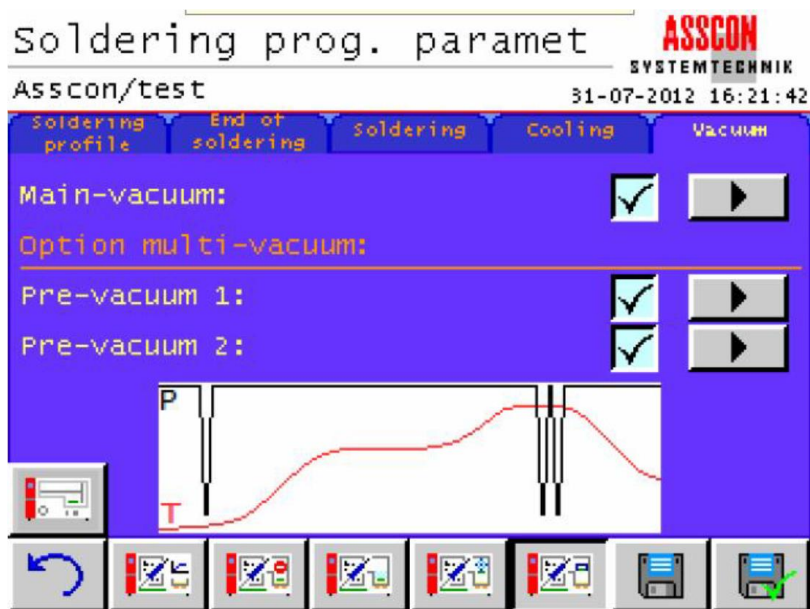 Soldering prog. paramet
ASSCON
SYSTEMTECHNIK
Asscon/test
31-07-2012 16:21:42
Soldering profile
End of soldering
Soldering
Cooling
Vacuum
Main-vacuum:
Option multi-vacuum:
Pre-vacuum 1:
Pre-vacuum 2:
P
T